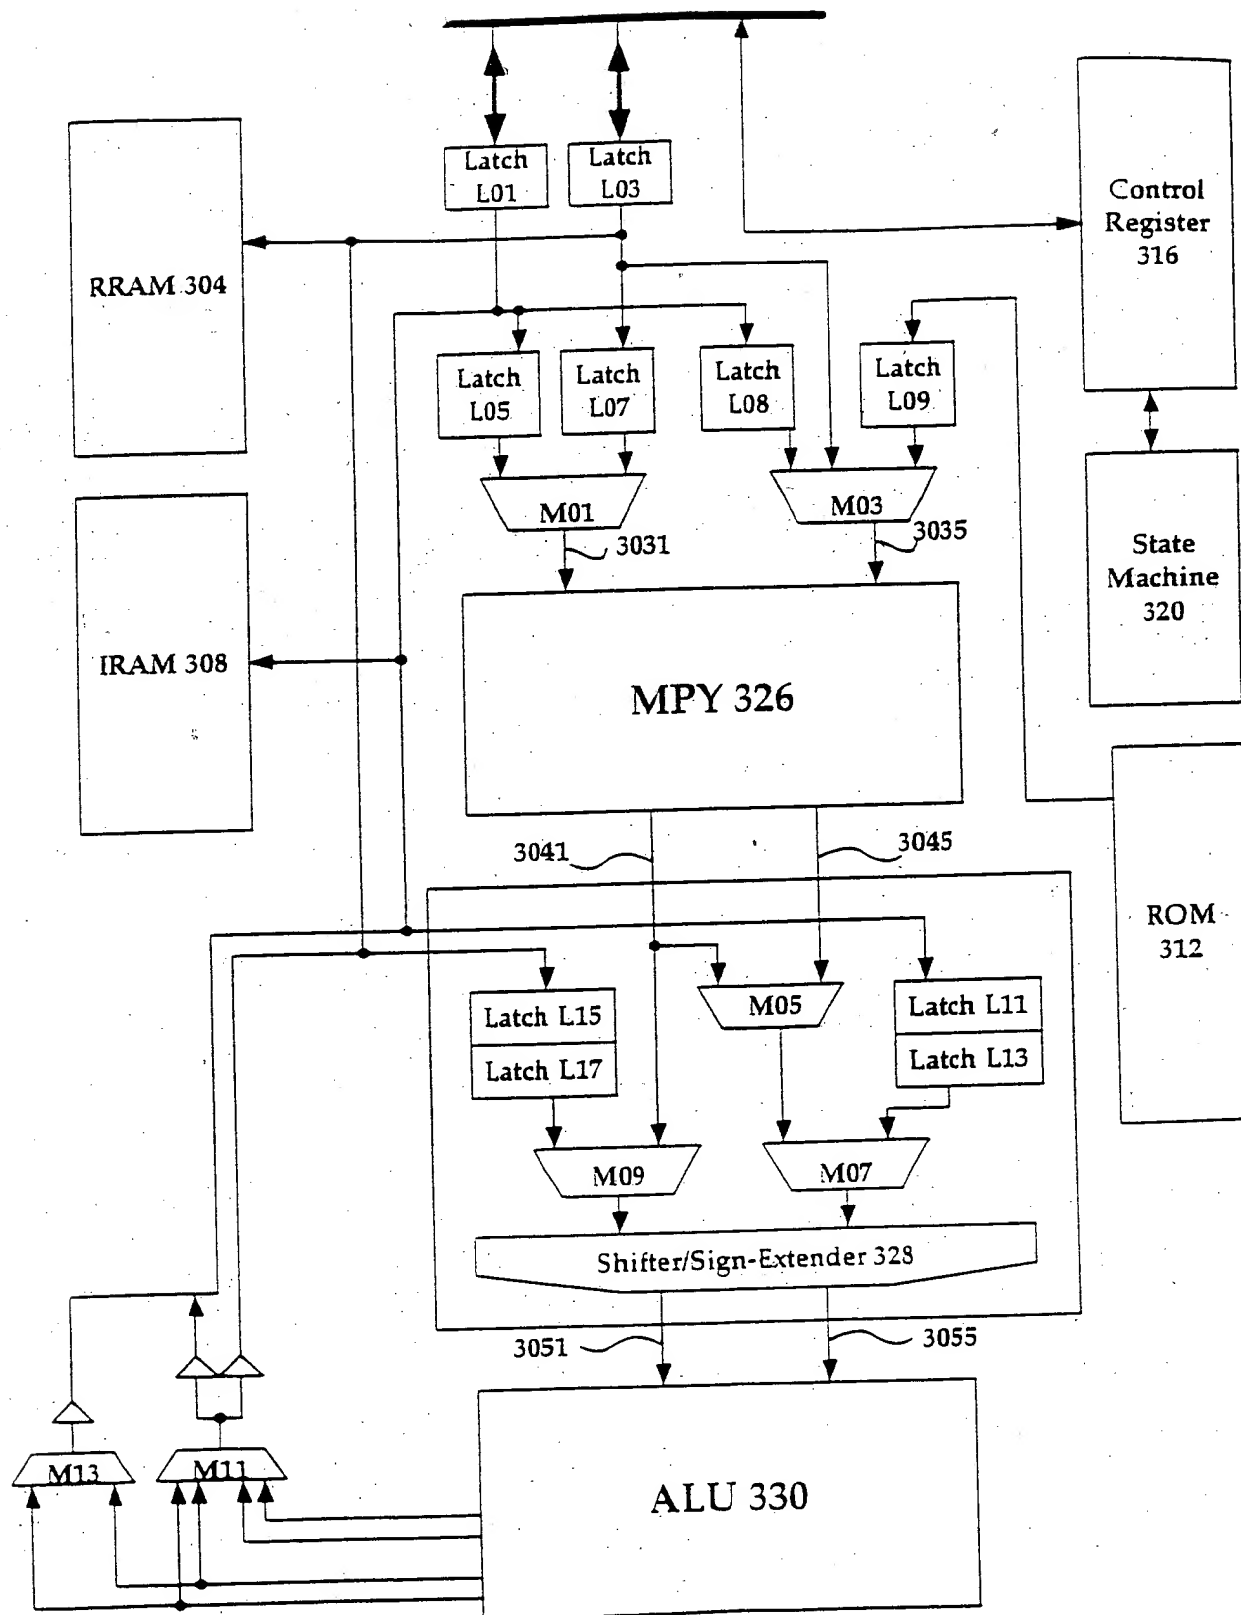 Latch
L01
Latch
L03
Control
Register
316
RRAM 304
Latch
L05
Latch
L07
Latch
L08
Latch
L09
M01
M03
3031
3035
State
Machine
320
IRAM 308
MPY 326
3041
3045
ROM
312
Latch L15
Latch L17
M05
Latch L11
Latch L13
M09
M07
Shifter/Sign-Extender 328
3051
3055
M13
M11
ALU 330